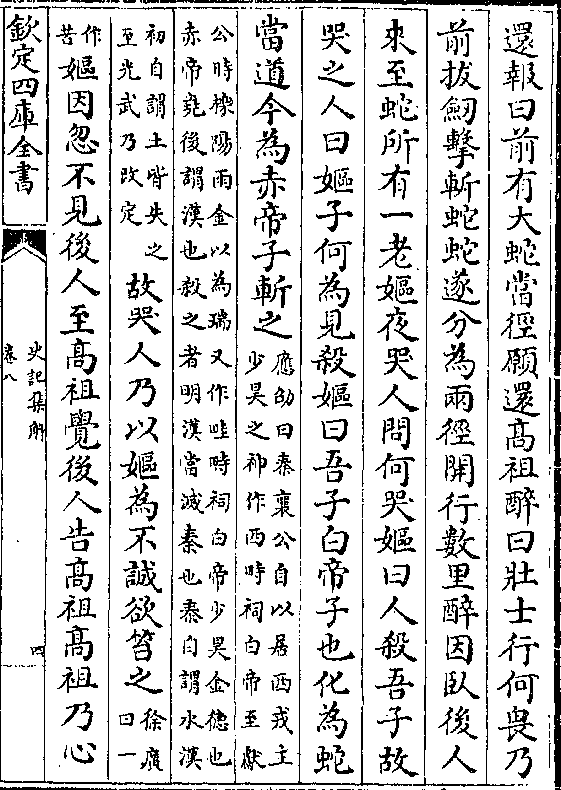 還報曰前有大蛇當徑願還高祖醉曰壯士行何畏乃
前拔劒擊斬蛇蛇遂分為兩徑開行數里醉因臥後人
來至蛇所有一老嫗夜哭人問何哭嫗曰人殺吾子故
哭之人曰嫗子何為見殺嫗曰吾子白帝子也化為蛇
當道今為赤帝子斬之
應劭曰秦襄公自以居西戎主
少昊之神作西畤祠白帝至獻
公時櫟陽雨金以為瑞又作畦畤祠白帝少昊金德也
赤帝堯後謂漢也殺之者明漢當滅秦也秦自謂水漢
初自謂土皆失之
至光武乃改定
故哭人乃以嫗為不誠欲笞之
徐廣
曰一
作
苦
嫗因忽不見後人至高祖覺後人告高祖高祖乃心
欽定四庫全書
史記集解
卷八
四